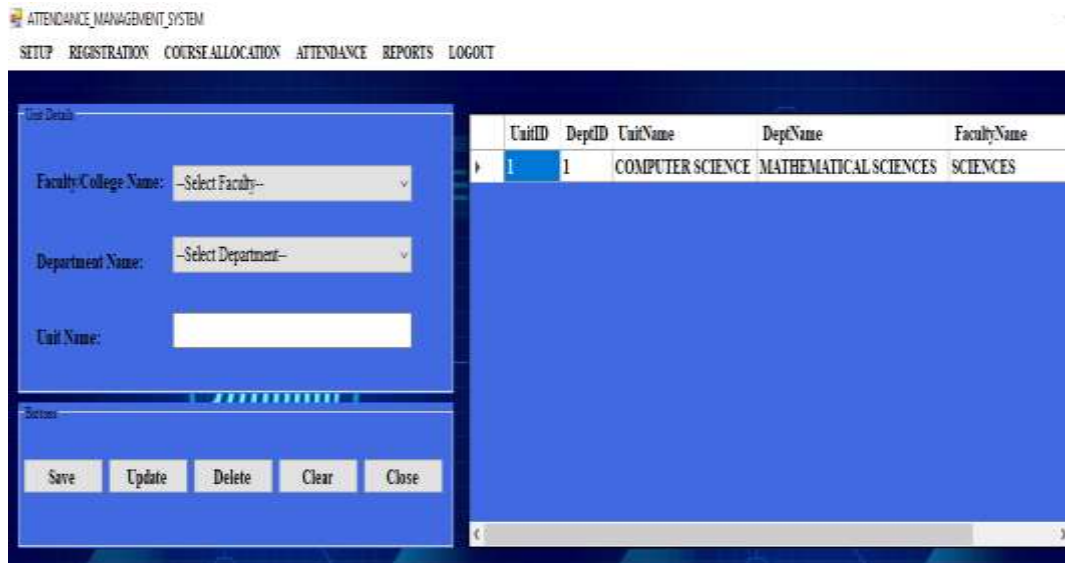 ATTENDANCE_MANAGEMENT_SYSTEM
SETUP REGISTRATION COURSE ALLOCATION ATTENDANCE REPORTS LOGOUT
Unit Details
Faculty/College Name: --Select Faculty--
Department Name: --Select Department--
Unit Name:
Buttons
Save Update Delete Clear Close
UnitID DeptID UnitName DeptName FacultyName
1 1 COMPUTER SCIENCE MATHEMATICAL SCIENCES SCIENCES